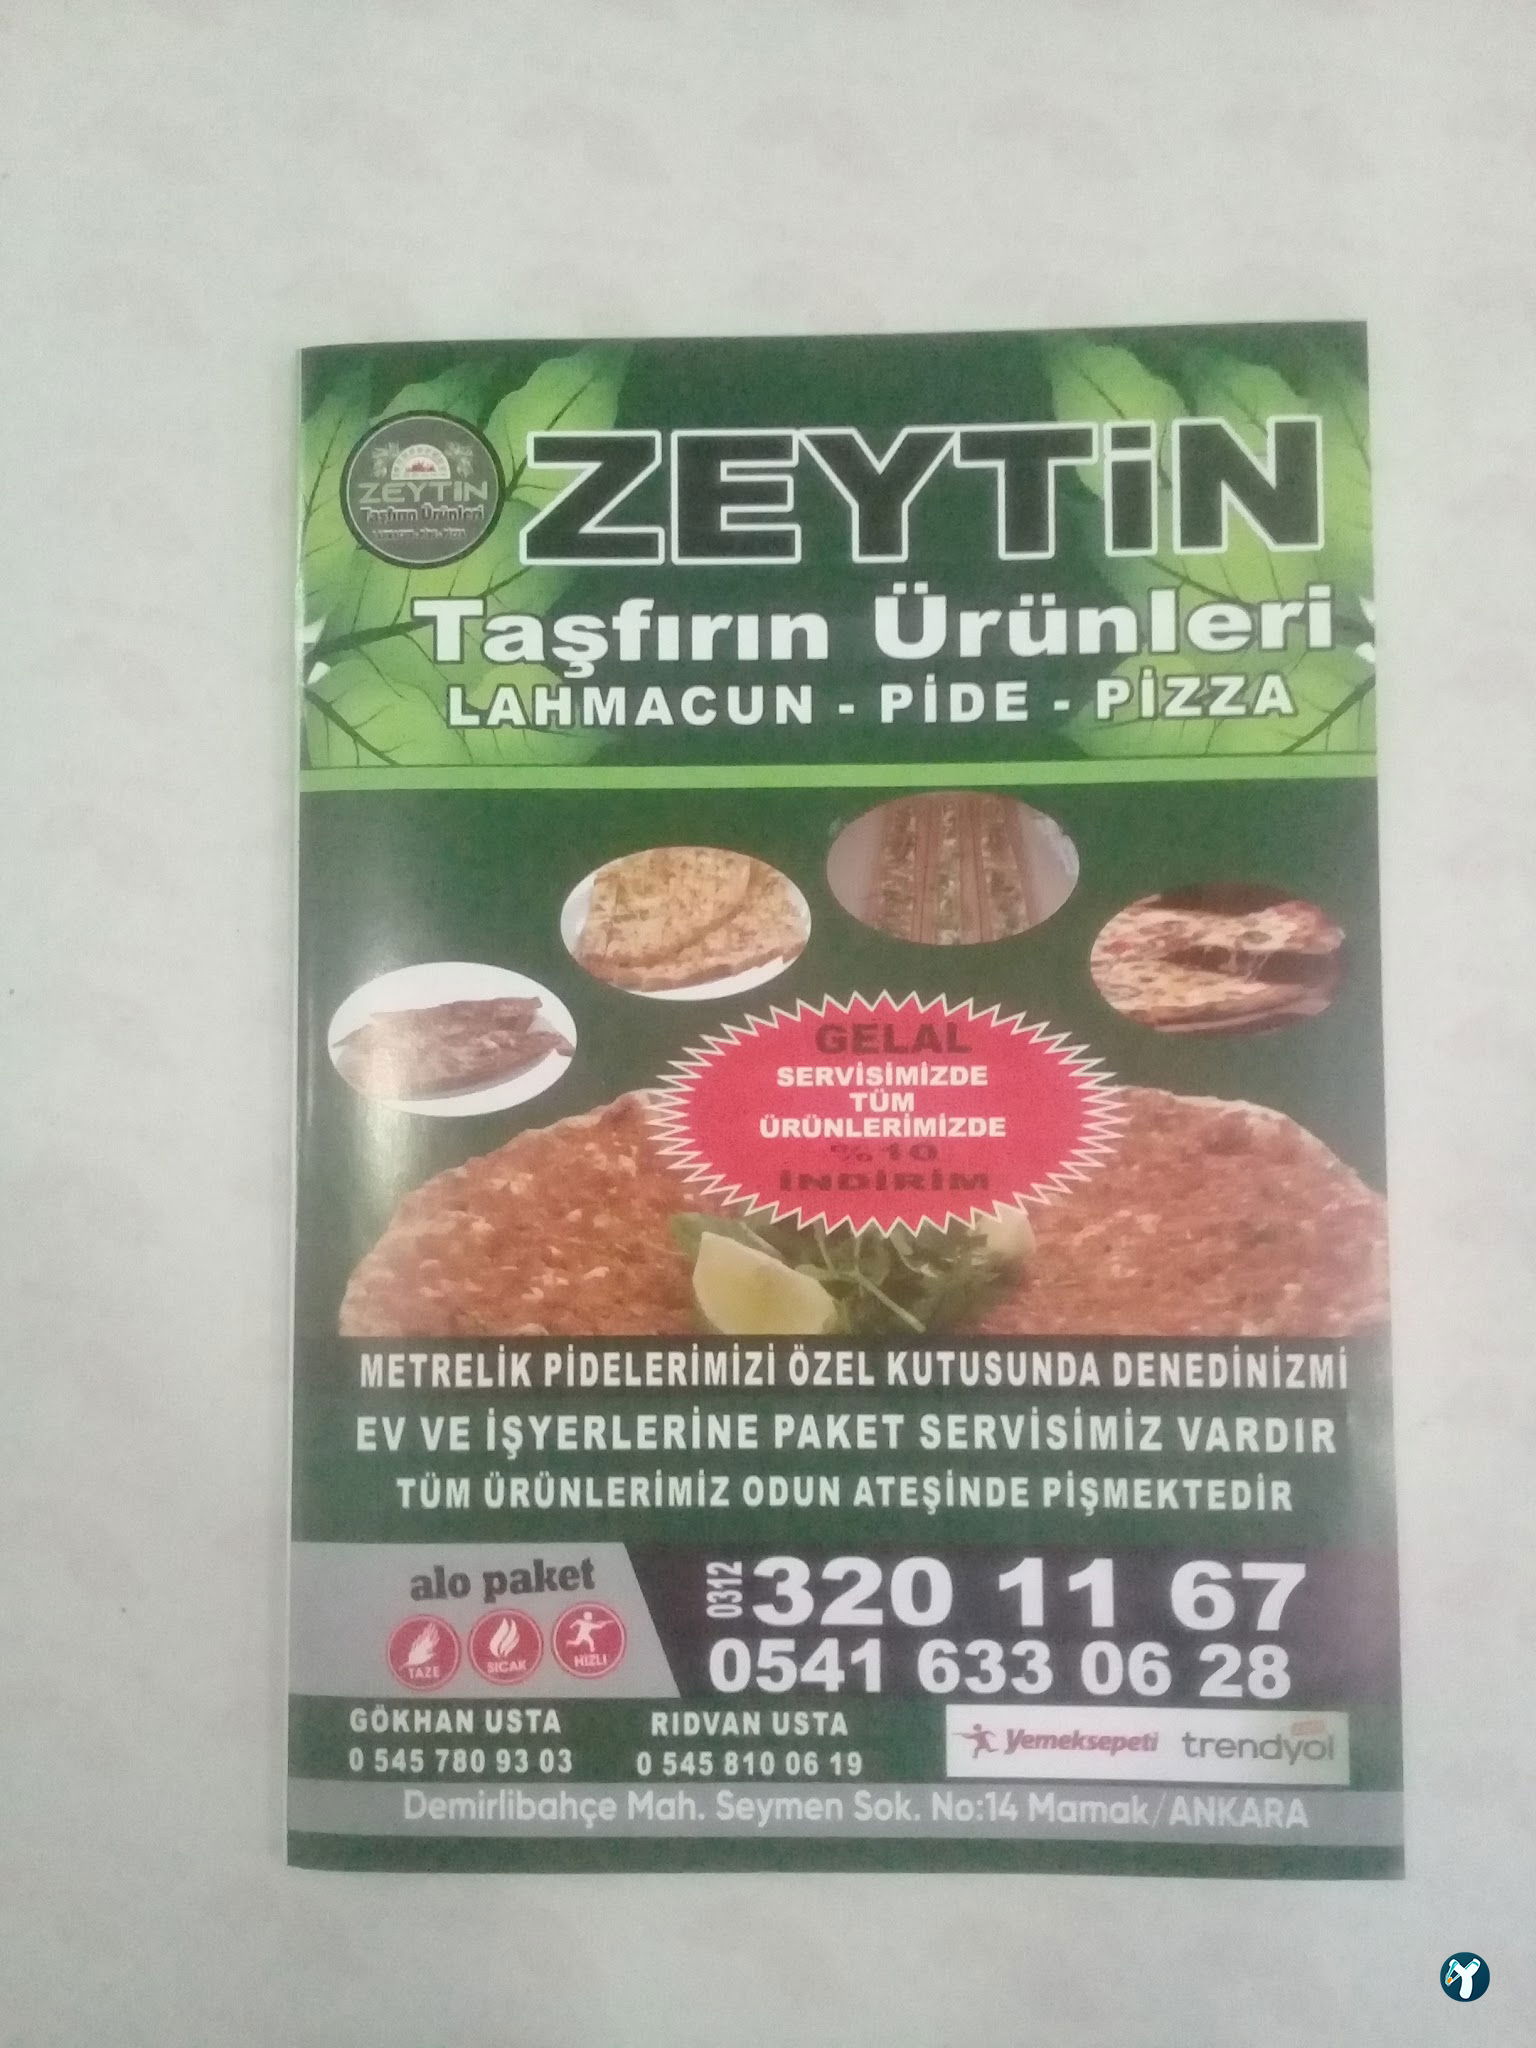 ZEYTİN
Taşfırın Ürünleri
ZEYTİN
Taşfırın Ürünleri
LAHMACUN - PİDE - PİZZA
GELAL
SERVİSİMİZDE
TÜM
ÜRÜNLERİMİZDE
%10
İNDİRİM
METRELİK PİDELERİMİZİ ÖZEL KUTUSUNDA DENEDİNİZMİ
EV VE İŞYERLERİNE PAKET SERVİSİMİZ VARDIR
TÜM ÜRÜNLERİMİZ ODUN ATEŞİNDE PİŞMEKTEDİR
alo paket
TAZE SICAK HIZLI
0312 320 11 67
0541 633 06 28
GÖKHAN USTA
0 545 780 93 03
RIDVAN USTA
0 545 810 06 19
Yemeksepeti trendyol
Demirlibahçe Mah. Seymen Sok. No:14 Mamak/ANKARA